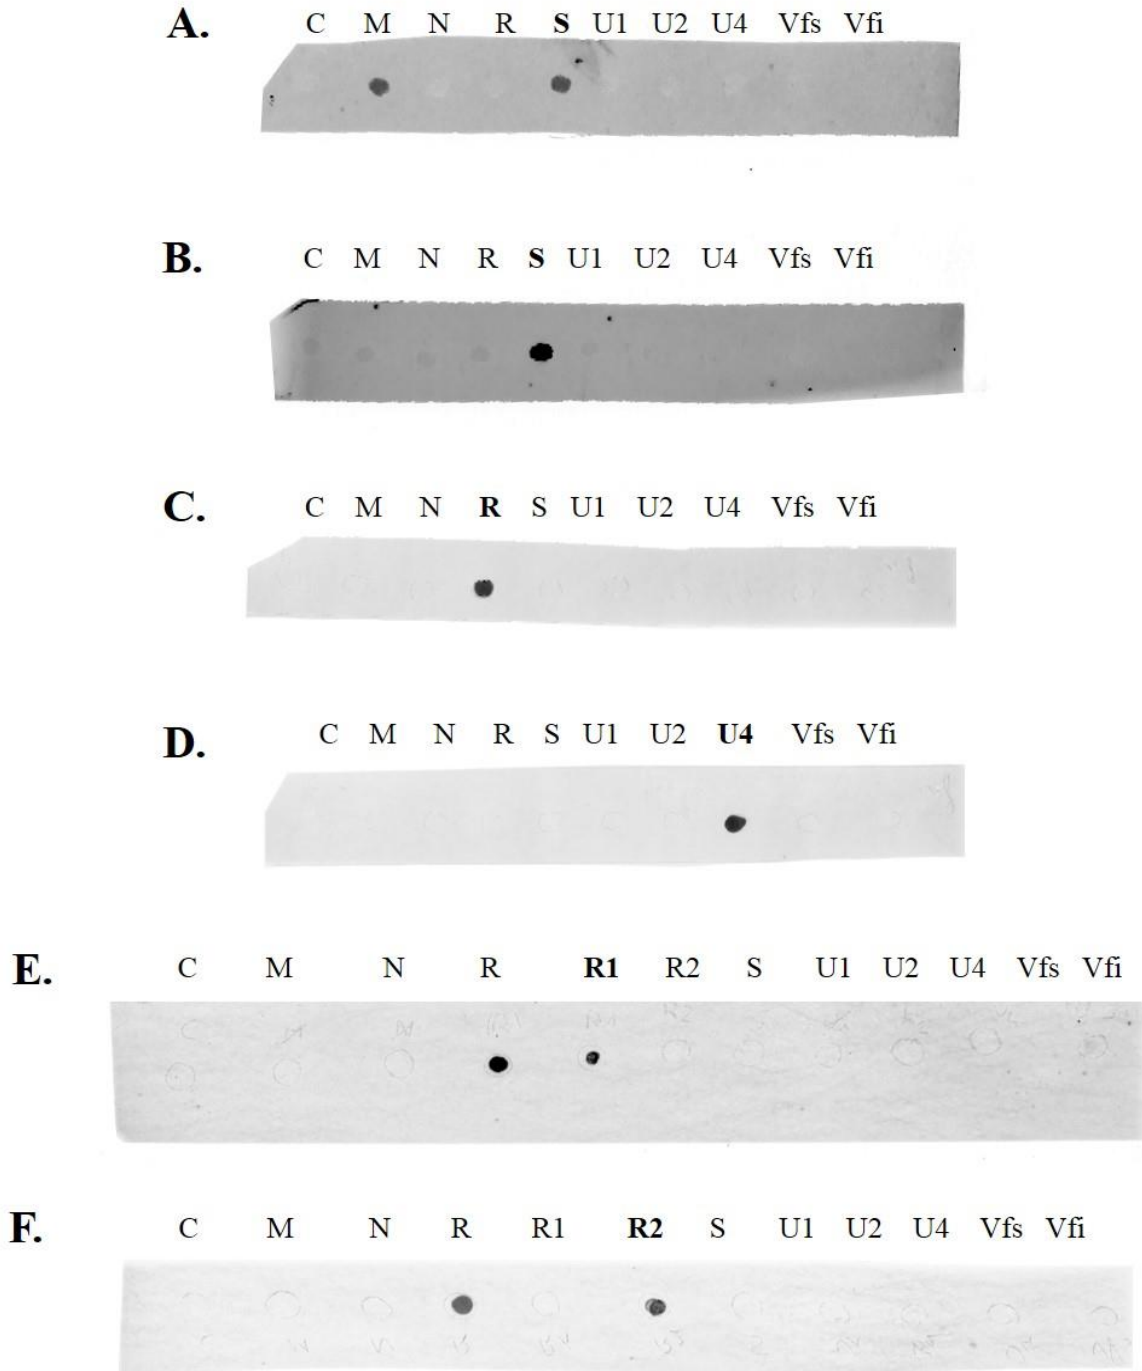 A. C M N R S U1 U2 U4 Vfs Vfi
B. C M N R S U1 U2 U4 Vfs Vfi
C. C M N R S U1 U2 U4 Vfs Vfi
D. C M N R S U1 U2 U4 Vfs Vfi
E. C M N R R1 R2 S U1 U2 U4 Vfs Vfi
F. C M N R R1 R2 S U1 U2 U4 Vfs Vfi